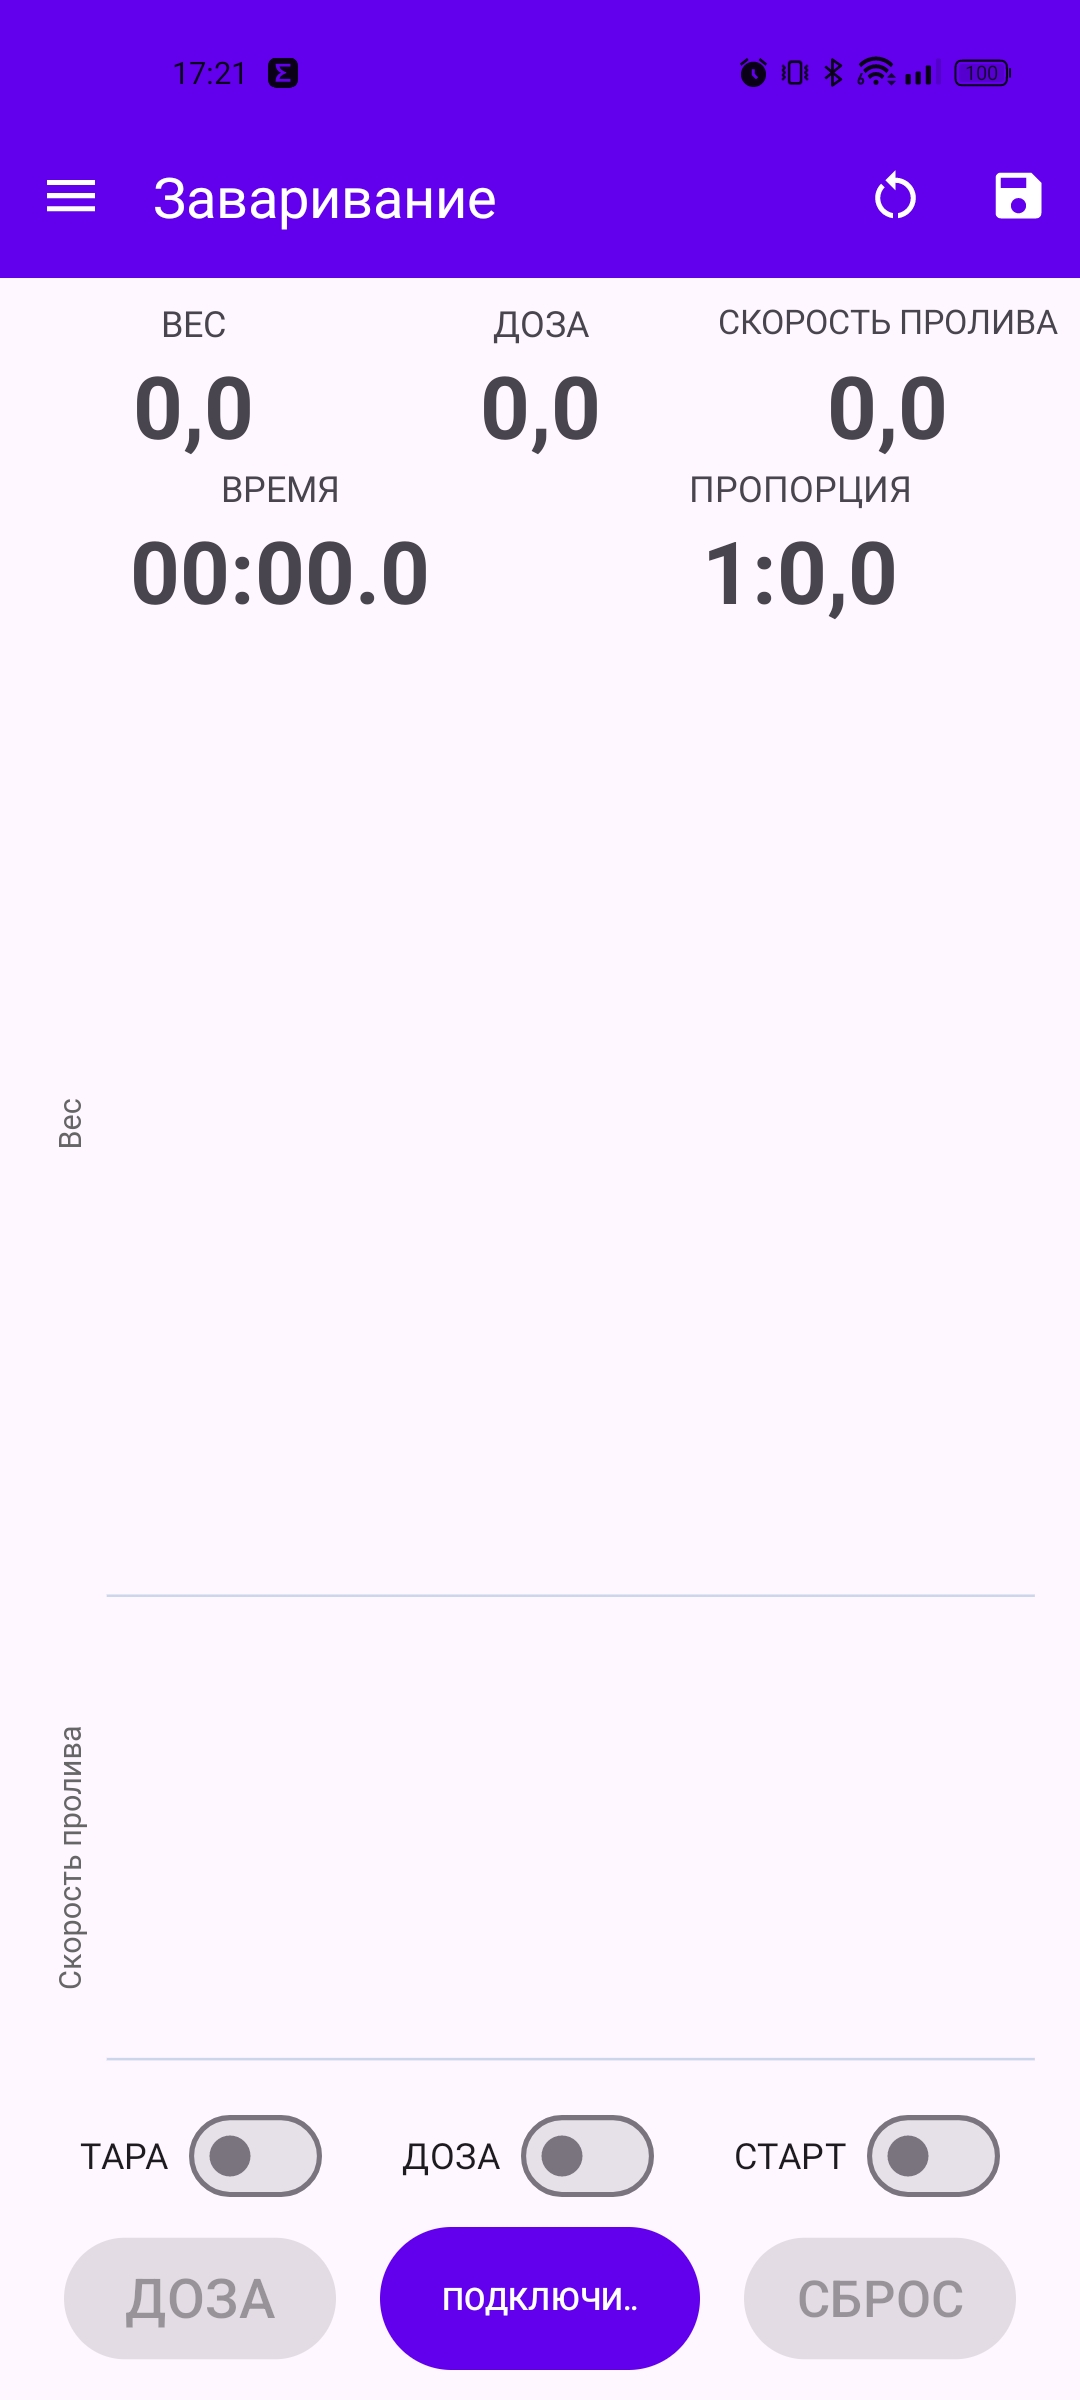 17:21
100
Заваривание
ВЕС
ДОЗА
СКОРОСТЬ ПРОЛИВА
0,0
0,0
0,0
ВРЕМЯ
ПРОПОРЦИЯ
00:00.0
1:0,0
Вес
Скорость пролива
ТАРА
ДОЗА
СТАРТ
ДОЗА
ПОДКЛЮЧИ..
СБРОС